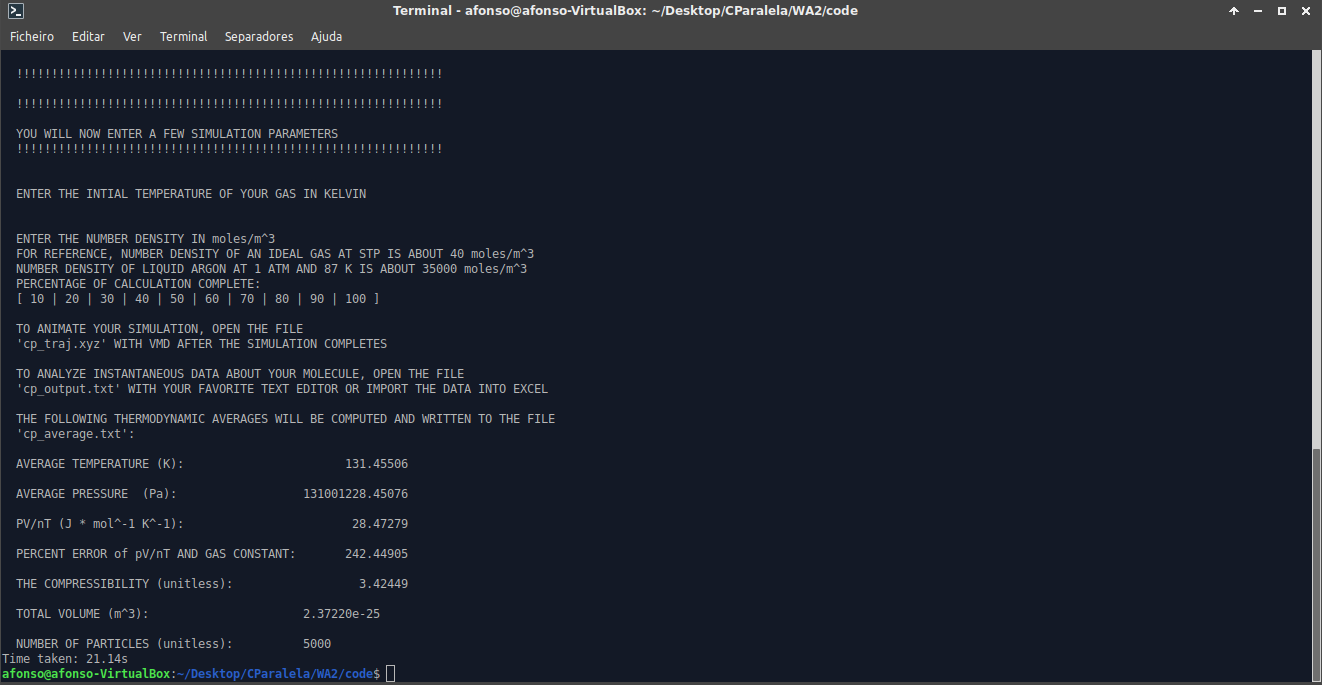 Terminal - afonso@afonso-VirtualBox: ~/Desktop/CParalela/WA2/code
Ficheiro Editar Ver Terminal Separadores Ajuda
!!!!!!!!!!!!!!!!!!!!!!!!!!!!!!!!!!!!!!!!!!!!!!!!!!!!!!!!!!!!!
!!!!!!!!!!!!!!!!!!!!!!!!!!!!!!!!!!!!!!!!!!!!!!!!!!!!!!!!!!!!!
YOU WILL NOW ENTER A FEW SIMULATION PARAMETERS
!!!!!!!!!!!!!!!!!!!!!!!!!!!!!!!!!!!!!!!!!!!!!!!!!!!!!!!!!!!!!
ENTER THE INTIAL TEMPERATURE OF YOUR GAS IN KELVIN
ENTER THE NUMBER DENSITY IN moles/m^3
FOR REFERENCE, NUMBER DENSITY OF AN IDEAL GAS AT STP IS ABOUT 40 moles/m^3
NUMBER DENSITY OF LIQUID ARGON AT 1 ATM AND 87 K IS ABOUT 35000 moles/m^3
PERCENTAGE OF CALCULATION COMPLETE:
[ 10 | 20 | 30 | 40 | 50 | 60 | 70 | 80 | 90 | 100 ]
TO ANIMATE YOUR SIMULATION, OPEN THE FILE
'cp_traj.xyz' WITH VMD AFTER THE SIMULATION COMPLETES
TO ANALYZE INSTANTANEOUS DATA ABOUT YOUR MOLECULE, OPEN THE FILE
'cp_output.txt' WITH YOUR FAVORITE TEXT EDITOR OR IMPORT THE DATA INTO EXCEL
THE FOLLOWING THERMODYNAMIC AVERAGES WILL BE COMPUTED AND WRITTEN TO THE FILE
'cp_average.txt':
AVERAGE TEMPERATURE (K): 131.45506
AVERAGE PRESSURE (Pa): 131001228.45076
PV/nT (J * mol^-1 K^-1): 28.47279
PERCENT ERROR of pV/nT AND GAS CONSTANT: 242.44905
THE COMPRESSIBILITY (unitless): 3.42449
TOTAL VOLUME (m^3): 2.37220e-25
NUMBER OF PARTICLES (unitless): 5000
Time taken: 21.14s
afonso@afonso-VirtualBox:~/Desktop/CParalela/WA2/code$